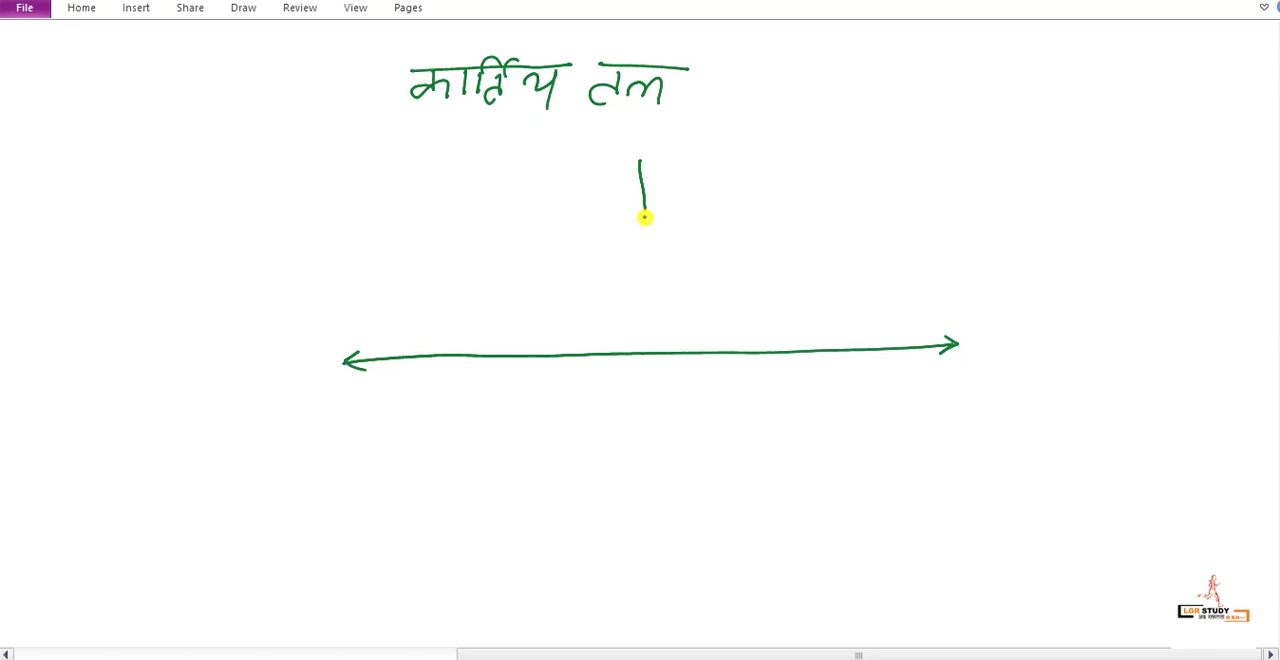 File Home Insert Share Draw Review View Pages
कार्तिय तल
LGR STUDY